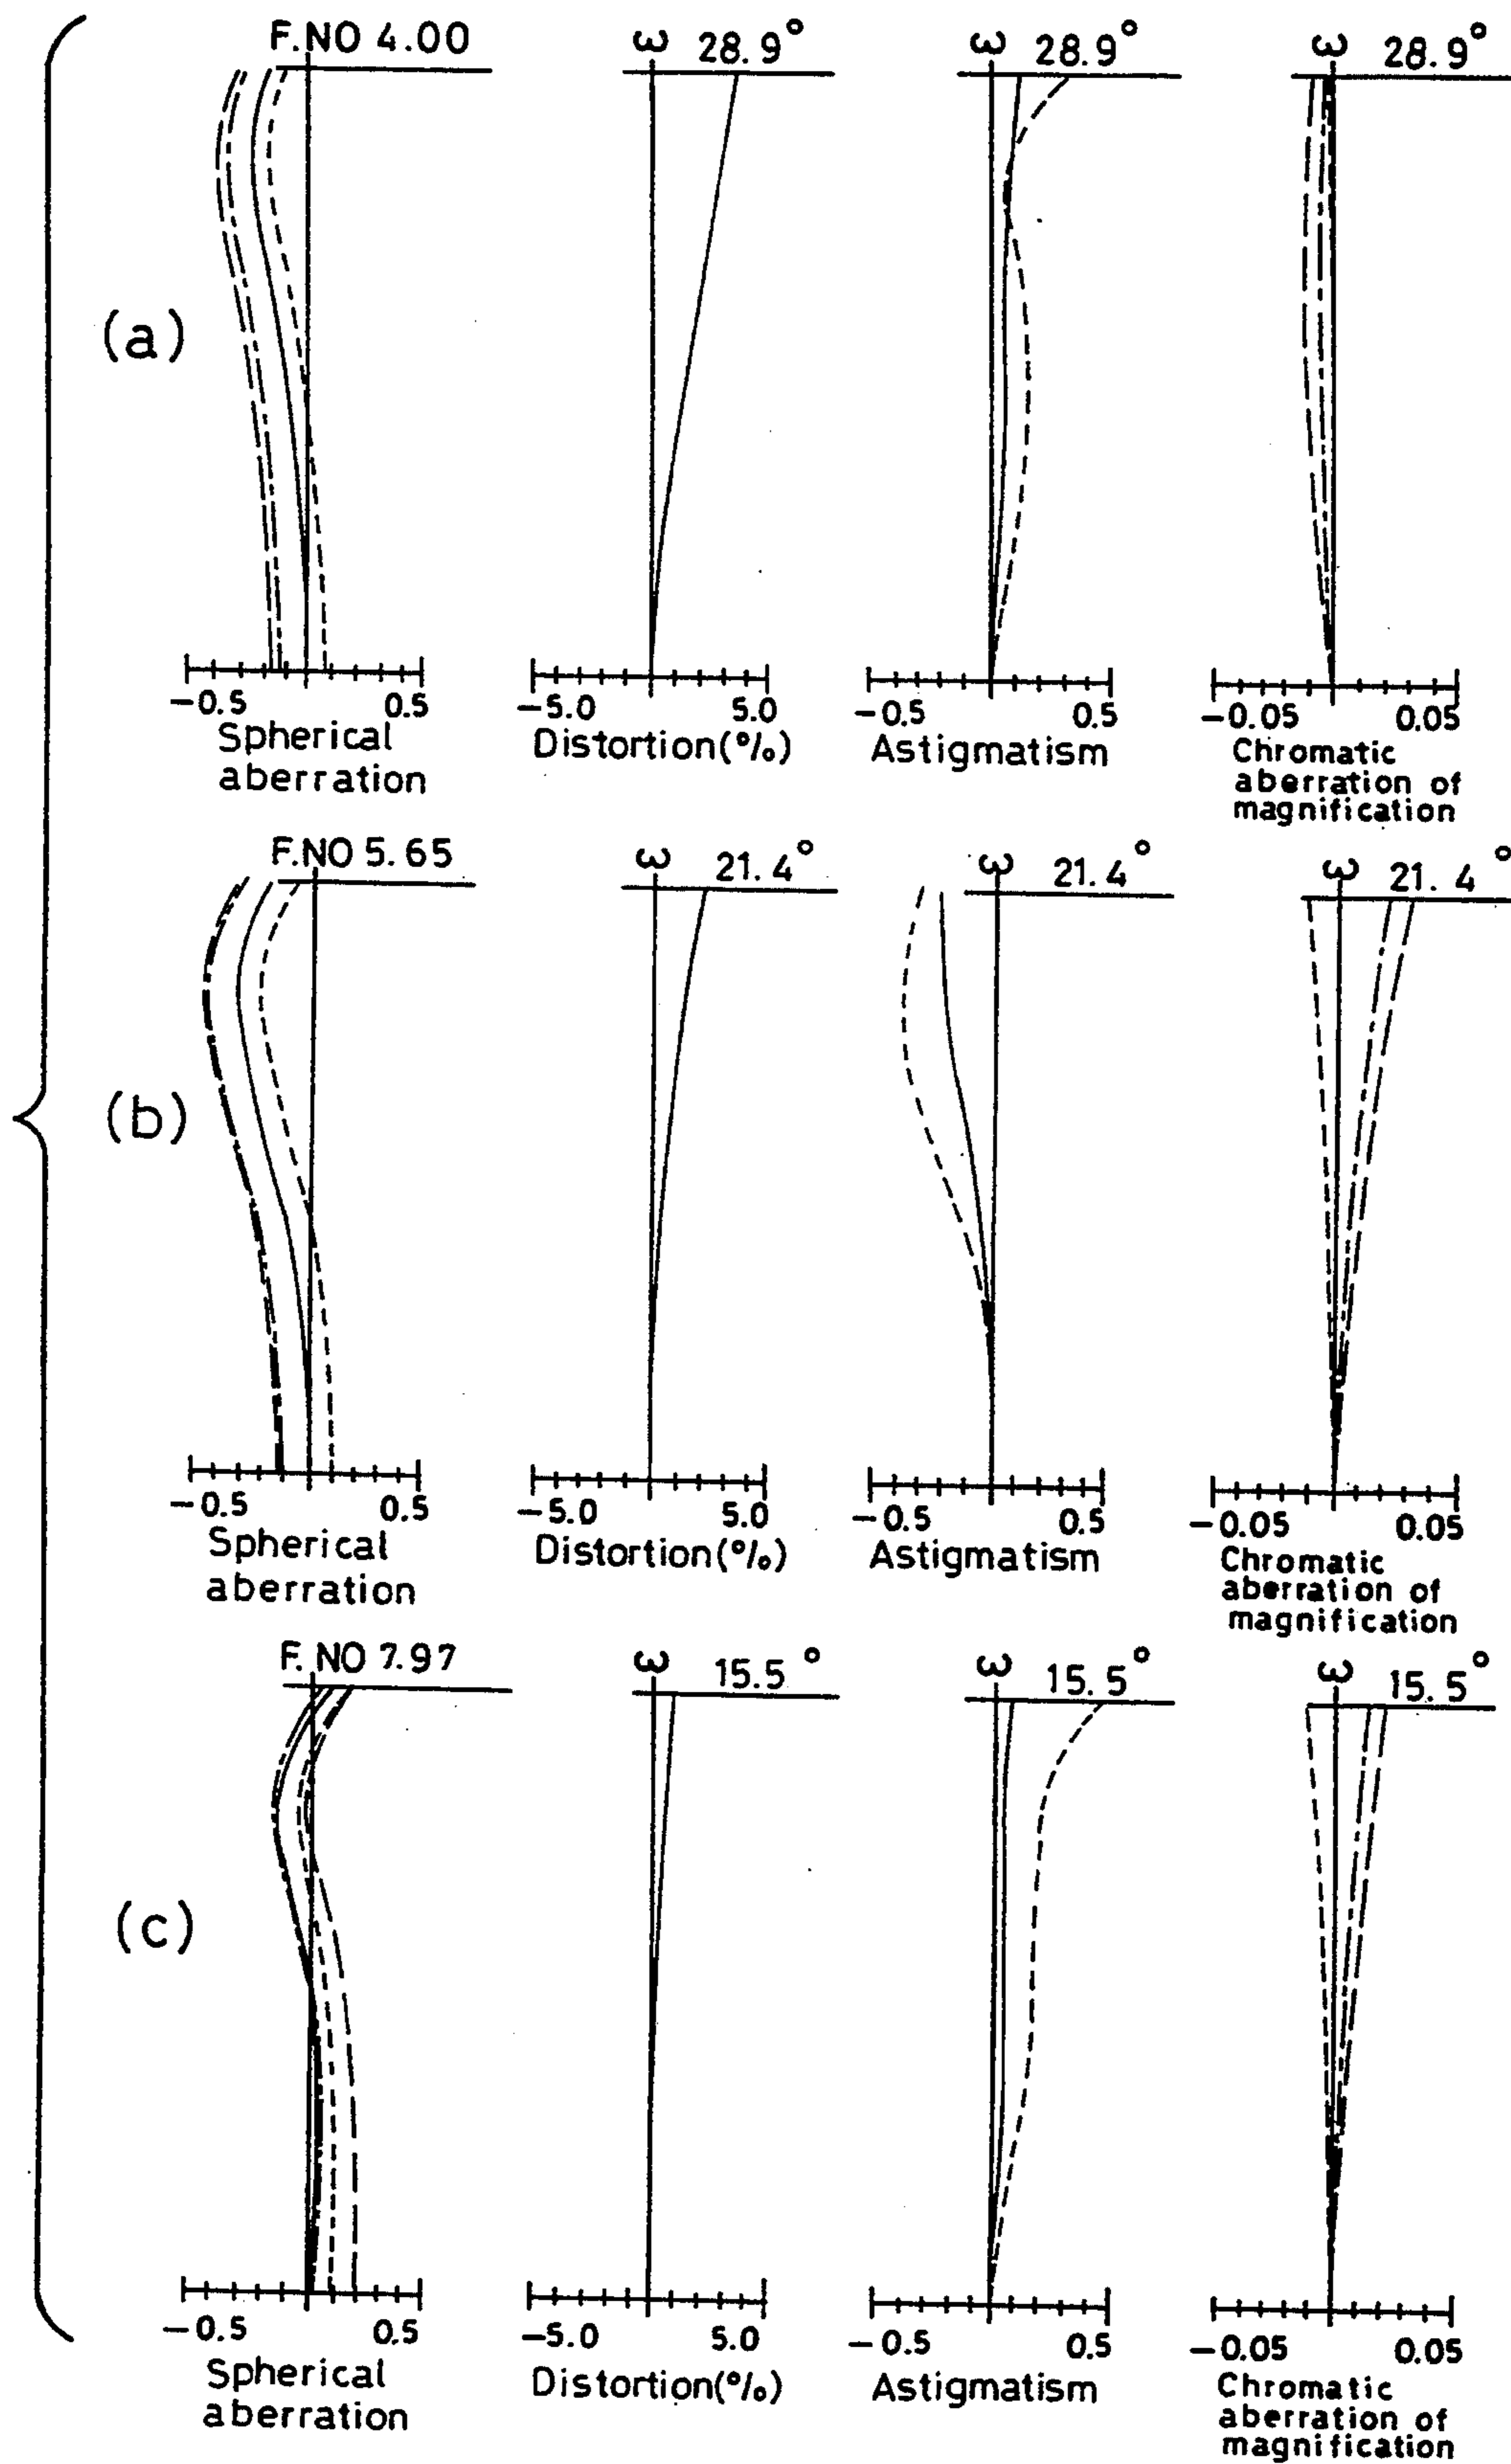 F.NO 4.00
ω 28.9°
ω 28.9°
ω 28.9°
(a)
-0.5 0.5
Spherical
aberration
-5.0 5.0
Distortion(%)
-0.5 0.5
Astigmatism
-0.05 0.05
Chromatic
aberration of
magnification
F.NO 5.65
ω 21.4°
ω 21.4°
ω 21.4°
(b)
-0.5 0.5
Spherical
aberration
-5.0 5.0
Distortion(%)
-0.5 0.5
Astigmatism
-0.05 0.05
Chromatic
aberration of
magnification
F.NO 7.97
ω 15.5°
ω 15.5°
ω 15.5°
(c)
-0.5 0.5
Spherical
aberration
-5.0 5.0
Distortion(%)
-0.5 0.5
Astigmatism
-0.05 0.05
Chromatic
aberration of
magnification